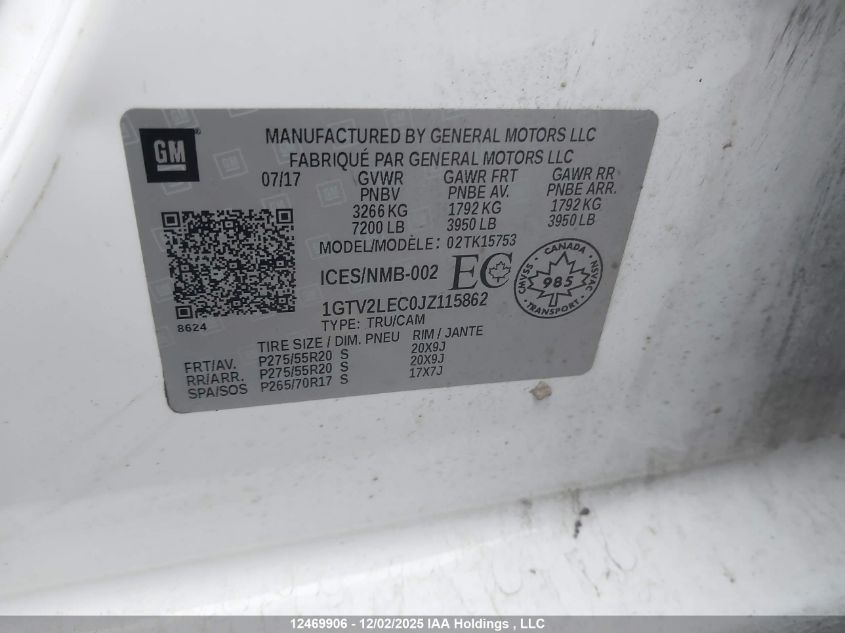 GM
MANUFACTURED BY GENERAL MOTORS LLC
FABRIQUÉ PAR GENERAL MOTORS LLC
07/17 GVWR GAWR FRT GAWR RR
PNBV PNBE AV. PNBE ARR.
3266 KG 1792 KG 1792 KG
7200 LB 3950 LB 3950 LB
MODEL/MODÈLE: 02TK15753
ICES/NMB-002 EC
CANADA
CMVSS 985 NSVAC
TRANSPORT
8624
1GTV2LEC0JZ115862
TYPE: TRU/CAM
TIRE SIZE / DIM. PNEU RIM / JANTE
FRT/AV. P275/55R20 S 20X9J
RR/ARR. P275/55R20 S 20X9J
SPA/SOS P265/70R17 S 17X7J
12469906 - 12/02/2025 IAA Holdings , LLC